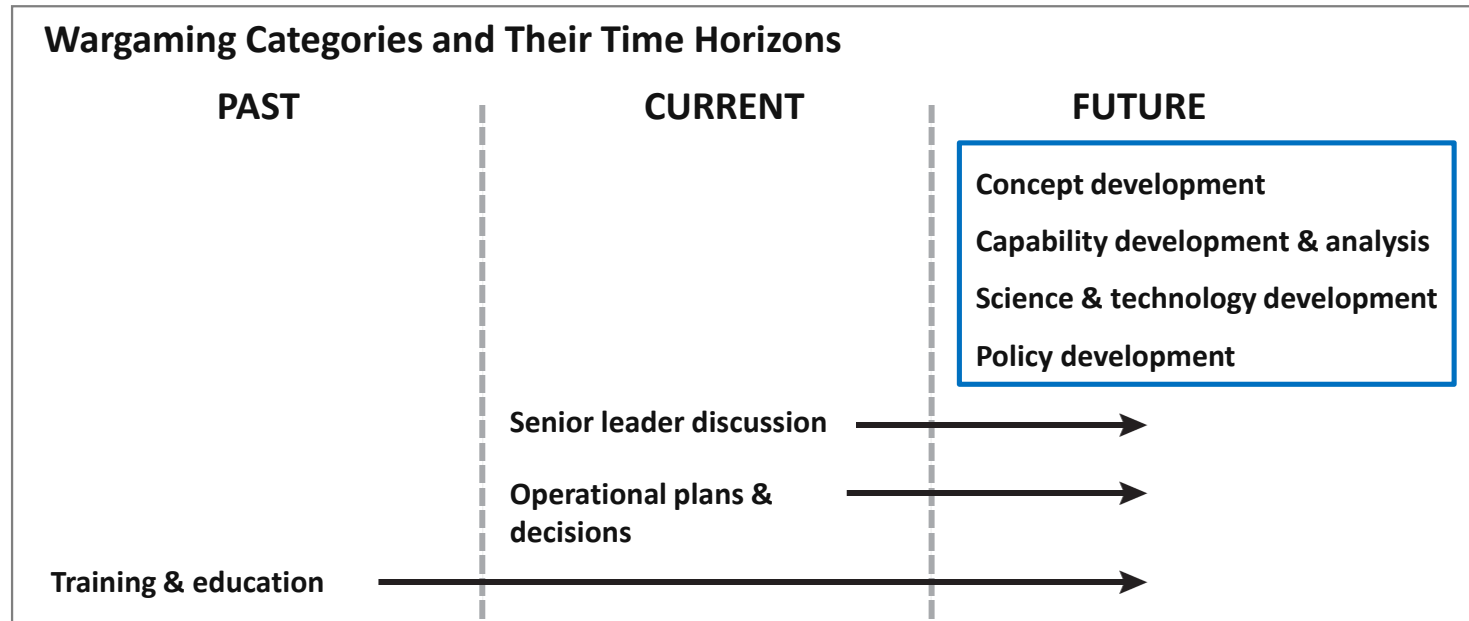 Wargaming Categories and Their Time Horizons
PAST
CURRENT
FUTURE
Concept development
Capability development & analysis
Science & technology development
Policy development
Senior leader discussion
Operational plans &
decisions
Training & education